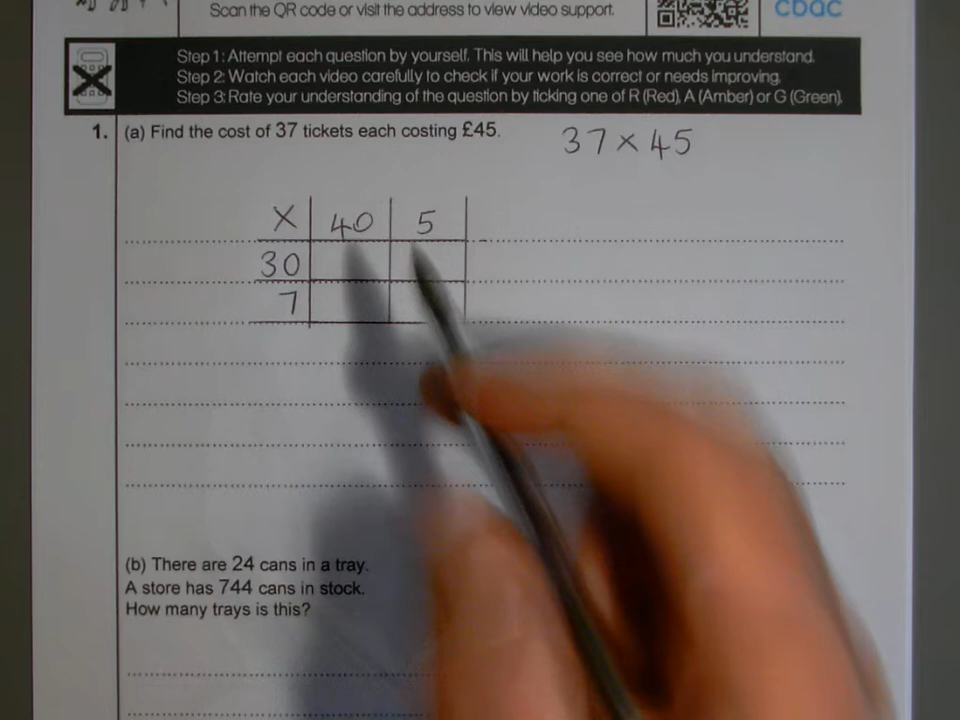 Scan the QR code or visit the address to view video support.
cbac
Step 1: Attempt each question by yourself. This will help you see how much you understand.
Step 2: Watch each video carefully to check if your work is correct or needs improving.
Step 3: Rate your understanding of the question by ticking one of R (Red), A (Amber) or G (Green).
1. (a) Find the cost of 37 tickets each costing £45.
37 × 45
× 40 5
30
7
(b) There are 24 cans in a tray.
A store has 744 cans in stock.
How many trays is this?